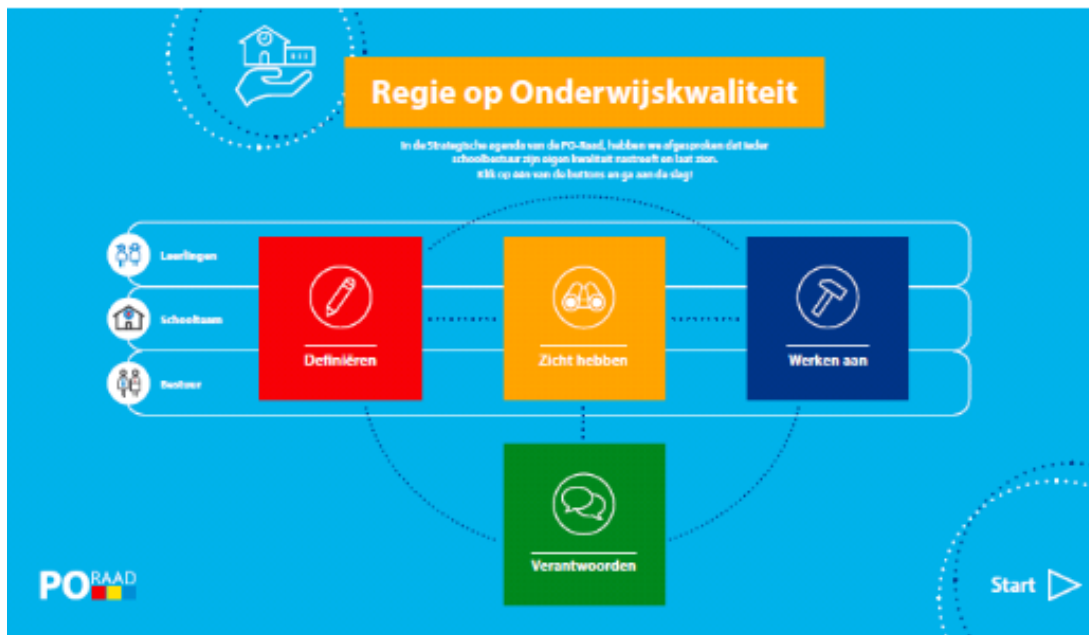 Regie op Onderwijskwaliteit
In de Strategische agenda van de PO-Raad, hebben we afgesproken dat ieder
schoolbestuur zijn eigen kwaliteit nastreeft en laat zien.
Klik op een van de buttons en ga aan de slag!
Leerlingen
Schoolteam
Bestuur
Definiëren
Zicht hebben
Werken aan
Verantwoorden
PO RAAD
Start